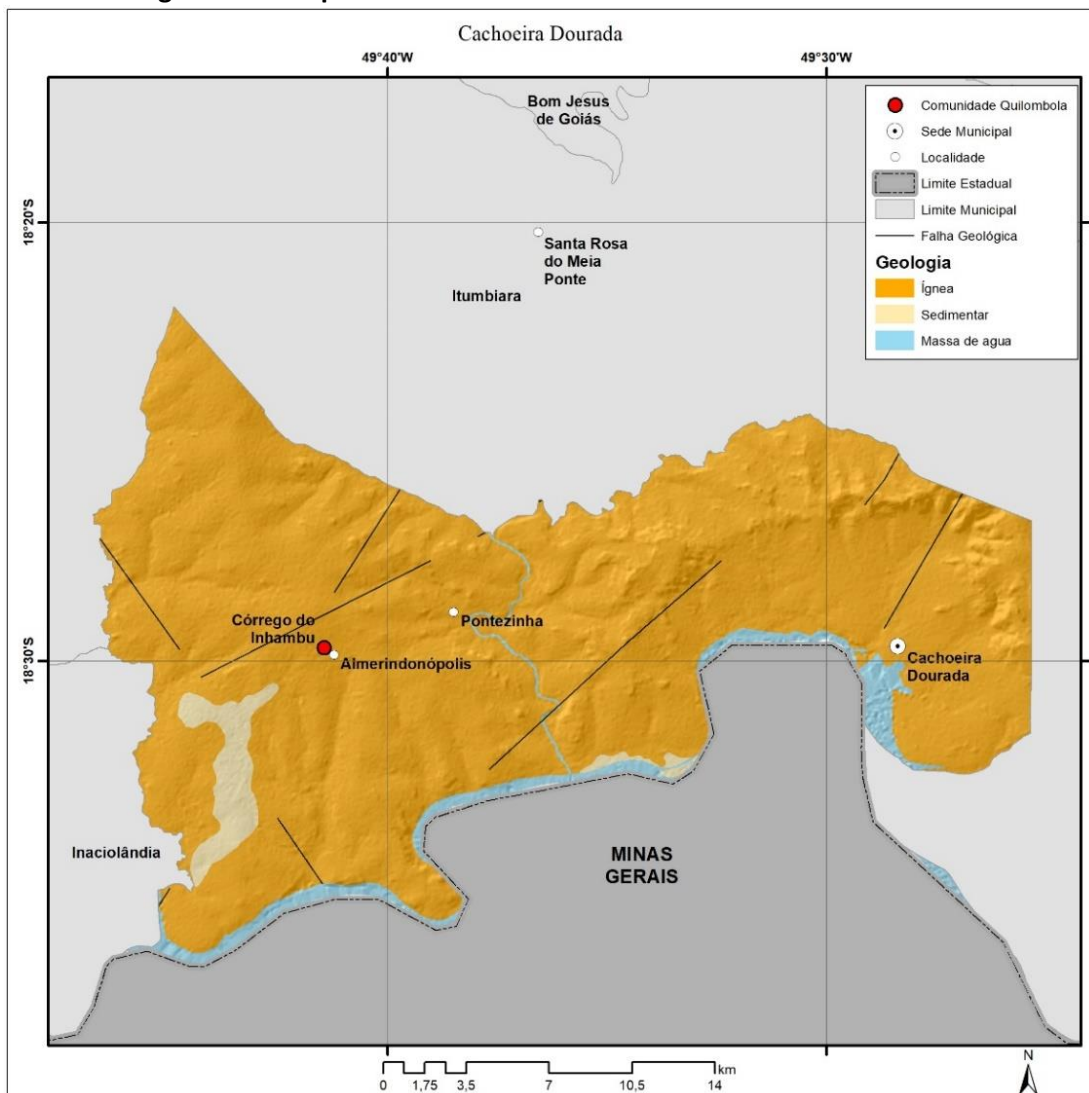 Cachoeira Dourada
49°40'W
49°30'W
Bom Jesus
de Goiás
Comunidade Quilombola
Sede Municipal
Localidade
Limite Estadual
Limite Municipal
Falha Geológica
Geologia
Ígnea
Sedimentar
Massa de agua
18°20'S
Santa Rosa
do Meia
Ponte
Itumbiara
Pontezinha
Córrego do
Inhambu
Almerindonópolis
18°30'S
Cachoeira
Dourada
Inaciolândia
MINAS
GERAIS
km
0 1,75 3,5 7 10,5 14
N